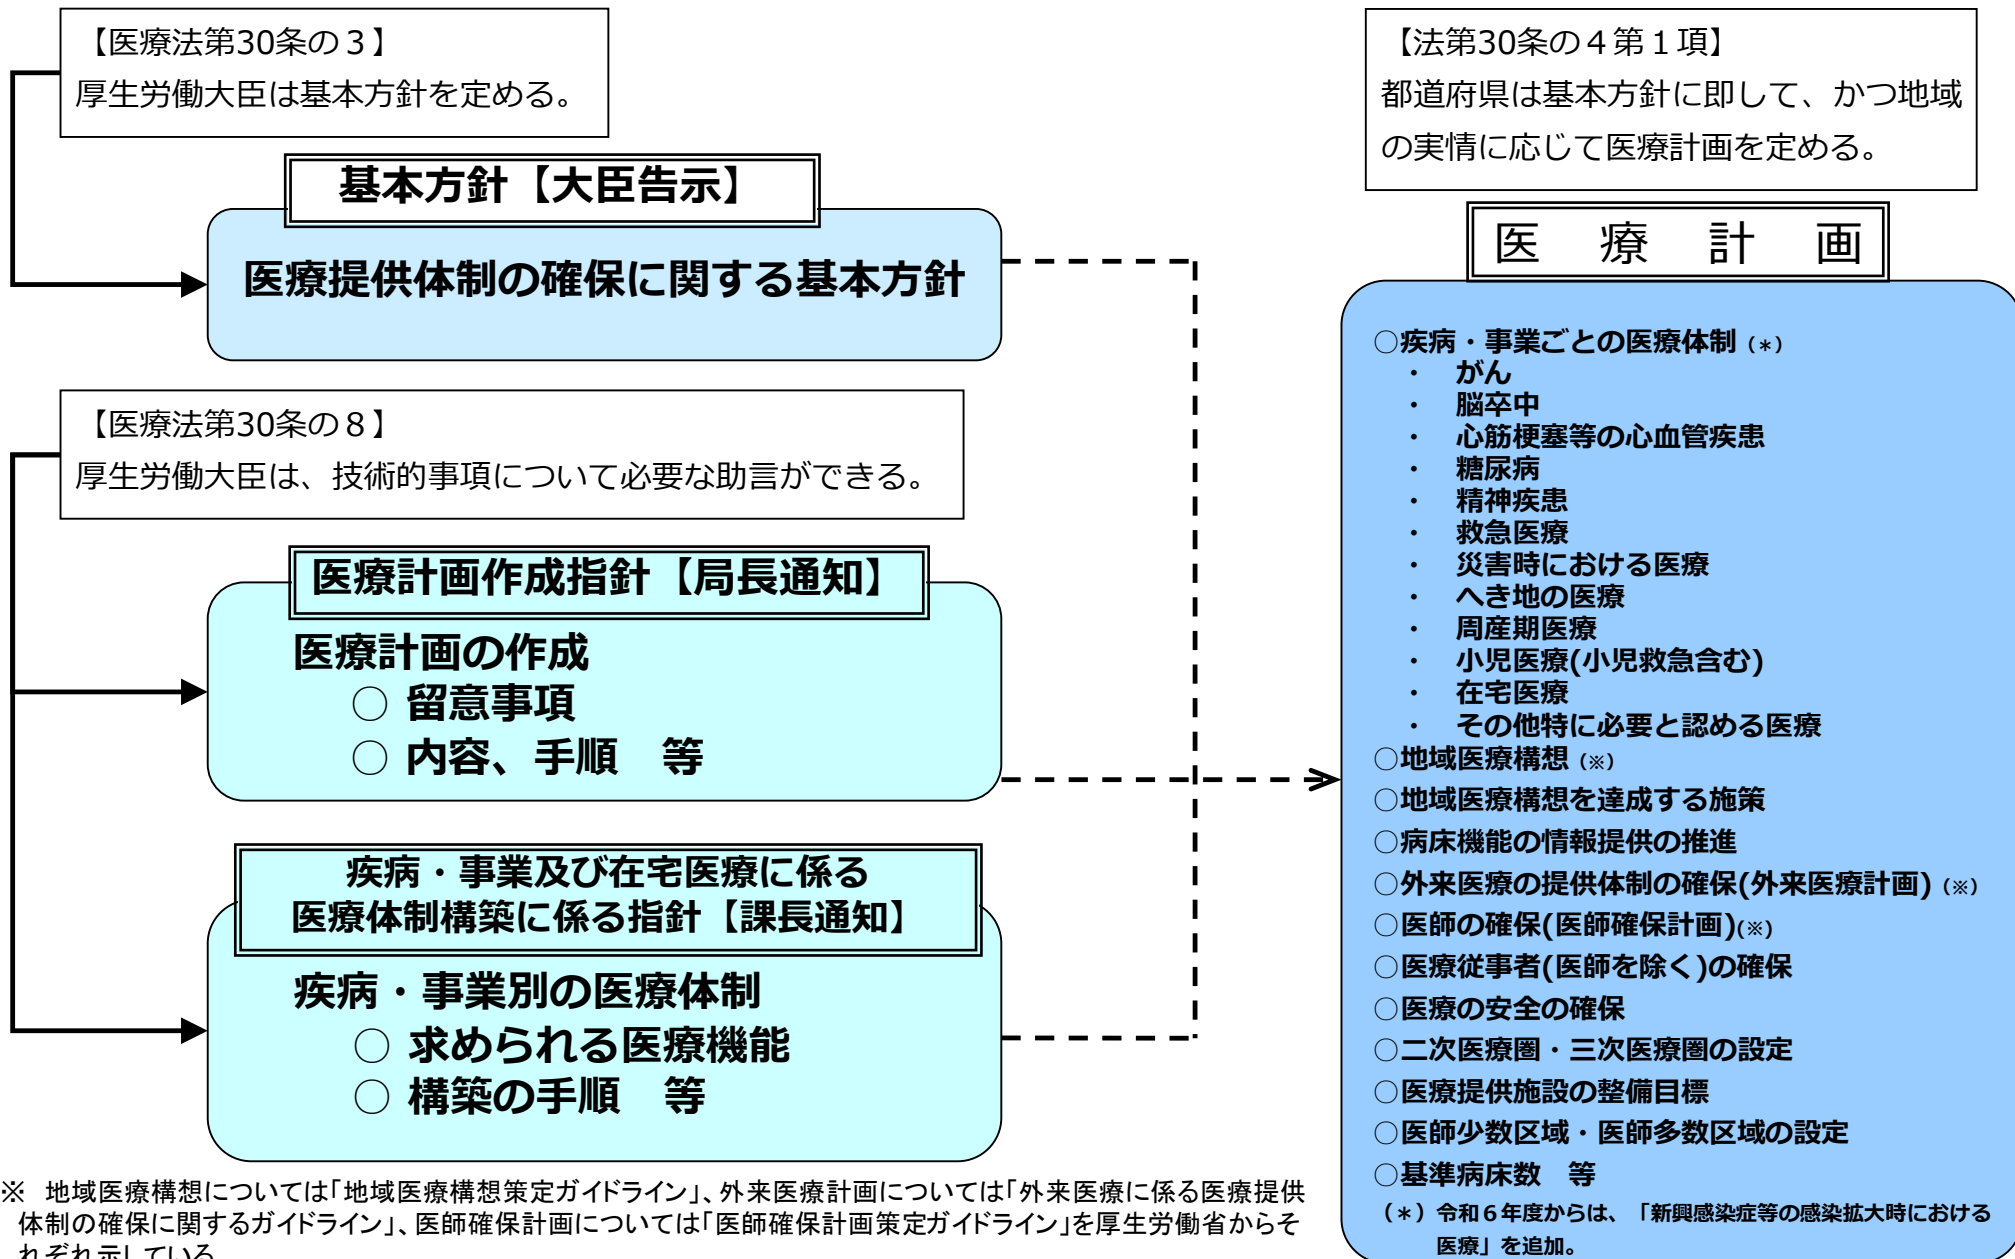 【医療法第30条の３】
厚生労働大臣は基本方針を定める。
基本方針【大臣告示】
医療提供体制の確保に関する基本方針
【医療法第30条の８】
厚生労働大臣は、技術的事項について必要な助言ができる。
医療計画作成指針【局長通知】
医療計画の作成
○ 留意事項
○ 内容、手順　等
疾病・事業及び在宅医療に係る
医療体制構築に係る指針【課長通知】
疾病・事業別の医療体制
○ 求められる医療機能
○ 構築の手順　等
※　地域医療構想については「地域医療構想策定ガイドライン」、外来医療計画については「外来医療に係る医療提供
体制の確保に関するガイドライン」、医師確保計画については「医師確保計画策定ガイドライン」を厚生労働省からそ
れぞれ示している
【法第30条の４第１項】
都道府県は基本方針に即して、かつ地域
の実情に応じて医療計画を定める。
医　療　計　画
○疾病・事業ごとの医療体制（＊）
・　がん
・　脳卒中
・　心筋梗塞等の心血管疾患
・　糖尿病
・　精神疾患
・　救急医療
・　災害時における医療
・　へき地の医療
・　周産期医療
・　小児医療(小児救急含む)
・　在宅医療
・　その他特に必要と認める医療
○地域医療構想（※）
○地域医療構想を達成する施策
○病床機能の情報提供の推進
○外来医療の提供体制の確保(外来医療計画)（※）
○医師の確保(医師確保計画)(※)
○医療従事者(医師を除く)の確保
○医療の安全の確保
○二次医療圏・三次医療圏の設定
○医療提供施設の整備目標
○医師少数区域・医師多数区域の設定
○基準病床数　等
（＊）令和６年度からは、「新興感染症等の感染拡大時における
医療」を追加。